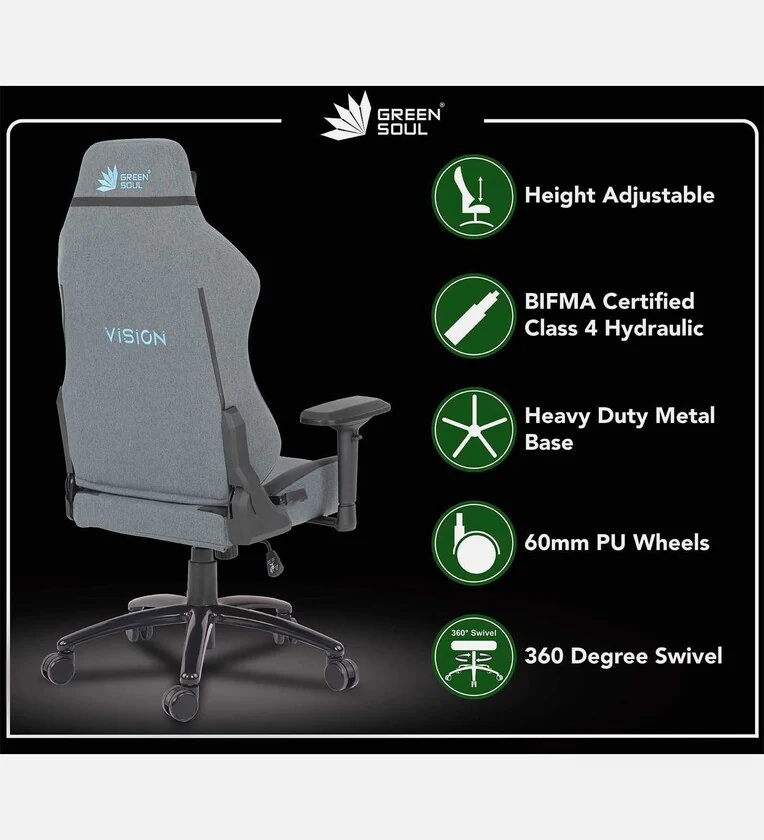 GREEN®
SOUL
GREEN®
SOUL
ViSiON
Height Adjustable
BIFMA Certified
Class 4 Hydraulic
Heavy Duty Metal
Base
60mm PU Wheels
360° Swivel
360 Degree Swivel